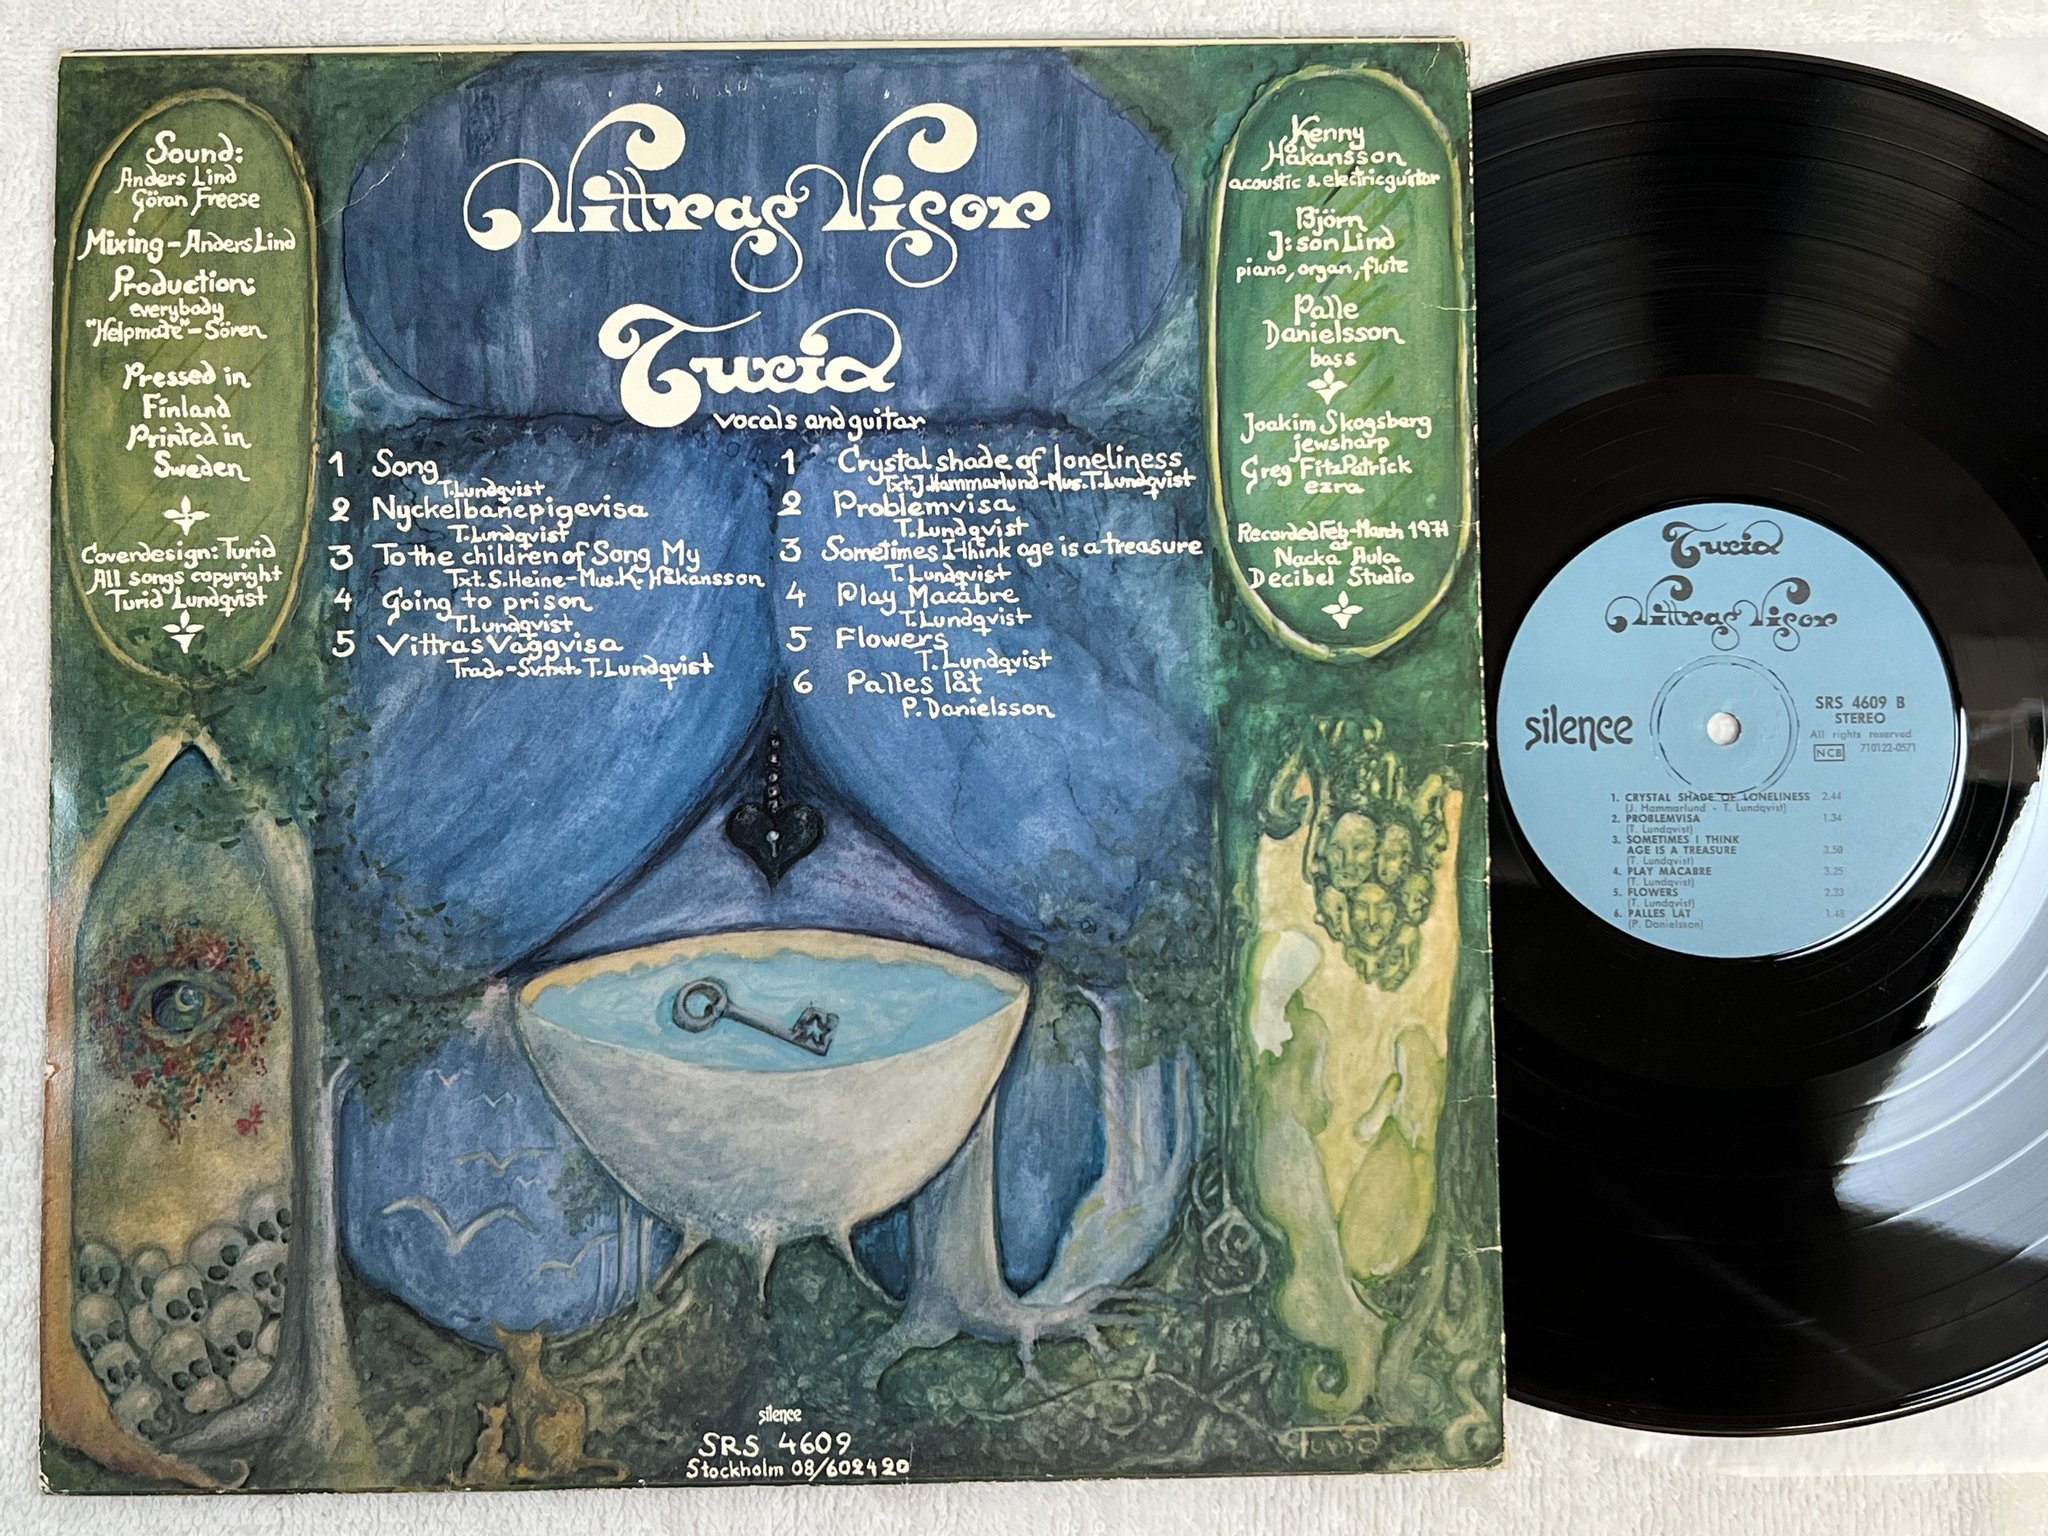 Sound:
Anders Lind
Göran Freese
Mixing - Anders Lind
Production:
everybody
"Helpmate" - Sören
Pressed in
Finland
Printed in
Sweden
Coverdesign: Turid
All songs copyright
Turid Lundqvist
Vittras Visor
Turid
vocals and guitar
1 Song
T. Lundqvist
2 Nyckelbanepigevisa
T. Lundqvist
3 To the children of Song My
Txt. S. Heine - Mus. K. Håkansson
4 Going to prison
T. Lundqvist
5 Vittras Vaggvisa
Trad. - Sv. txt. T. Lundqvist
1 Crystal shade of loneliness
Txt. J. Hammarlund - Mus. T. Lundqvist
2 Problemvisa
T. Lundqvist
3 Sometimes I think age is a treasure
T. Lundqvist
4 Play Macabre
T. Lundqvist
5 Flowers
T. Lundqvist
6 Palles låt
P. Danielsson
Kenny
Håkansson
acoustic & electric guitar
Björn
J:son Lind
piano, organ, flute
Palle
Danielsson
bass
Joakim Skogsberg
jewsharp
Greg FitzPatrick
ezra
Recorded Feb-March 1971
at
Nacka Aula
Decibel Studio
silence
SRS 4609
Stockholm 08/602420
Turid
Turid
Vittras Visor
silence
SRS 4609 B
STEREO
All rights reserved
NCB 710122-0571
1. CRYSTAL SHADE OF LONELINESS 2.44
(J. Hammarlund - T. Lundqvist)
2. PROBLEMVISA 1.34
(T. Lundqvist)
3. SOMETIMES I THINK
AGE IS A TREASURE 3.50
(T. Lundqvist)
4. PLAY MACABRE 3.25
(T. Lundqvist)
5. FLOWERS 2.33
(T. Lundqvist)
6. PALLES LAT 1.48
(P. Danielsson)